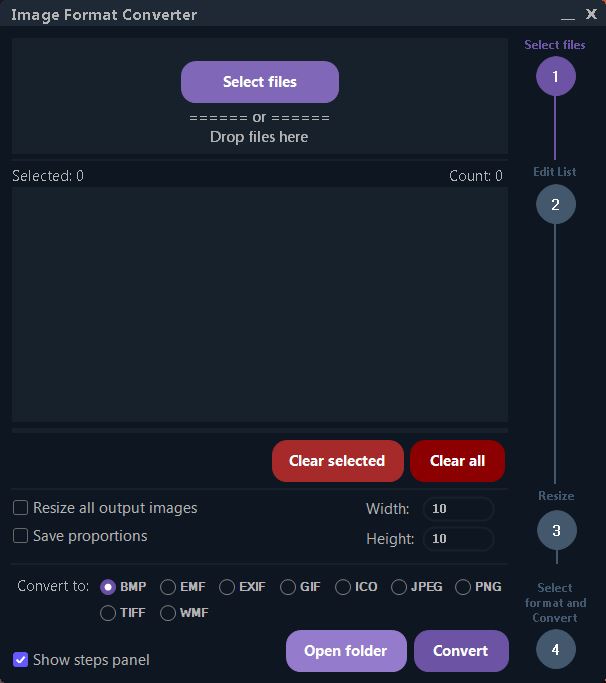 Image Format Converter
Select files
====== or ======
Drop files here
Selected: 0
Count: 0
Clear selected
Clear all
Resize all output images
Save proportions
Width: 10
Height: 10
Convert to: BMP EMF EXIF GIF ICO JPEG PNG
TIFF WMF
Show steps panel
Open folder
Convert
Select files
1
Edit List
2
Resize
3
Select
format and
Convert
4